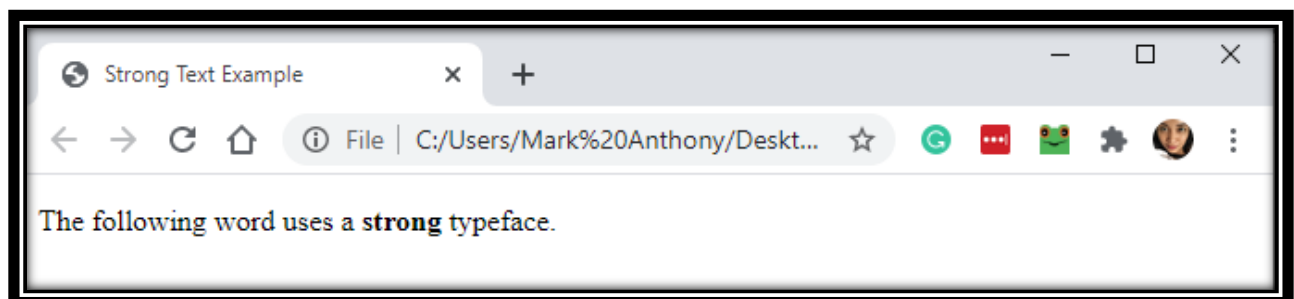 Strong Text Example
File C:/Users/Mark%20Anthony/Deskt...
The following word uses a strong typeface.